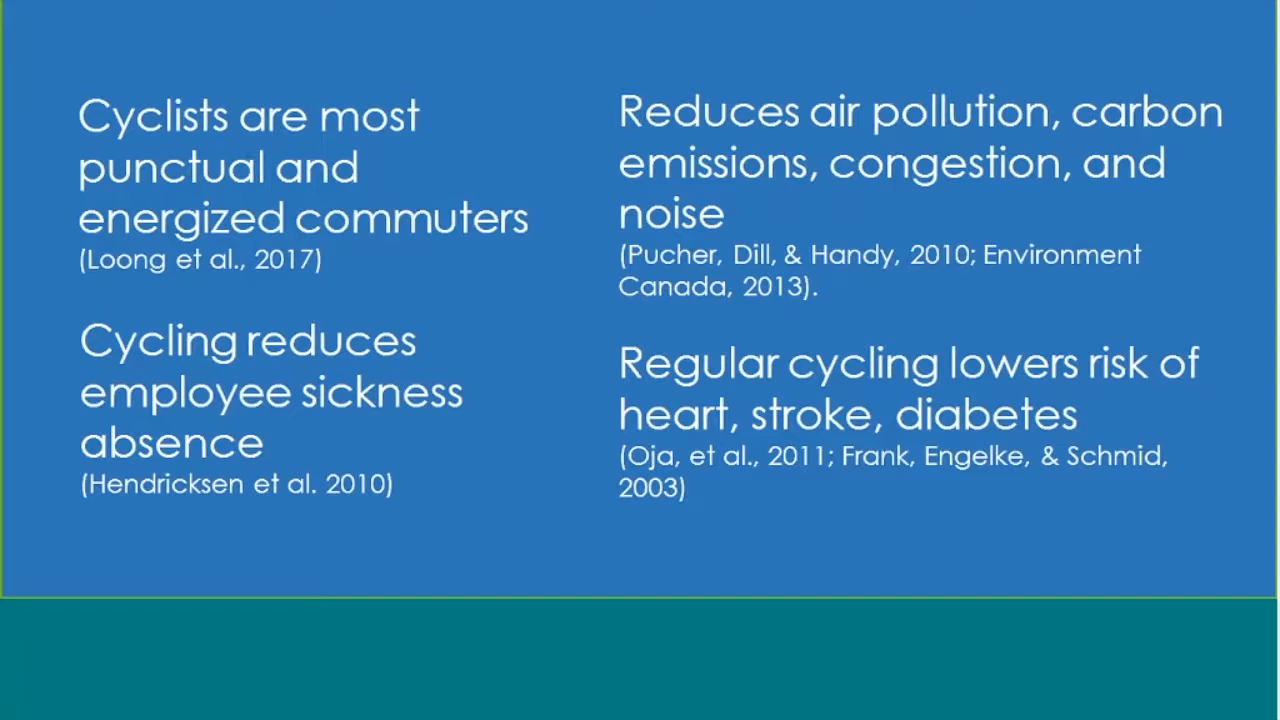 Cyclists are most
punctual and
energized commuters
(Loong et al., 2017)
Cycling reduces
employee sickness
absence
(Hendricksen et al. 2010)
Reduces air pollution, carbon
emissions, congestion, and
noise
(Pucher, Dill, & Handy, 2010; Environment
Canada, 2013).
Regular cycling lowers risk of
heart, stroke, diabetes
(Oja, et al., 2011; Frank, Engelke, & Schmid,
2003)